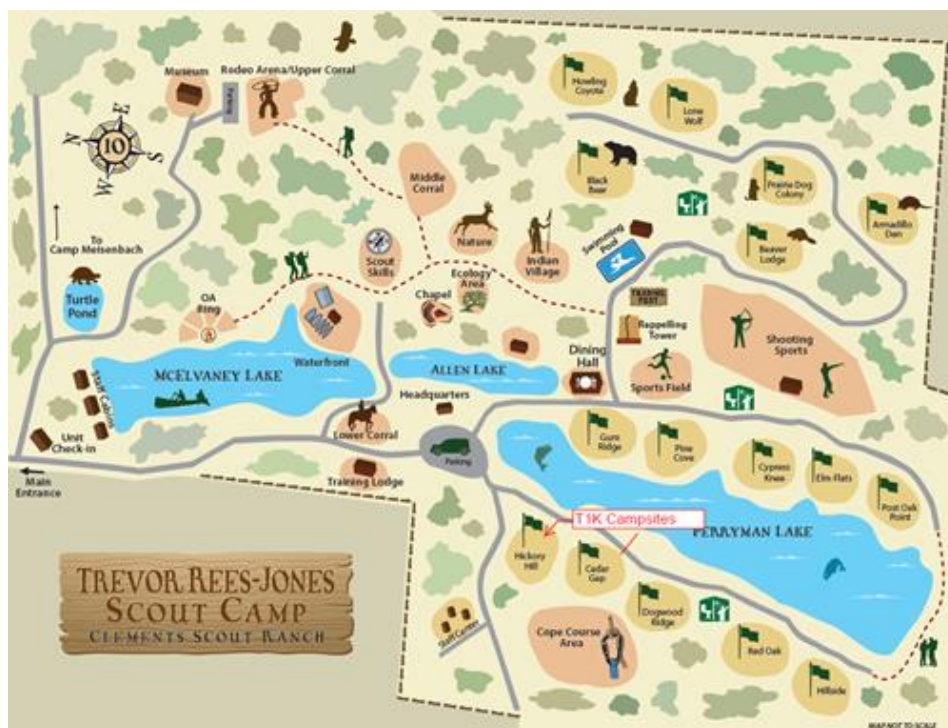 Museum
Rodeo Arena/Upper Corral
Parking
Howling
Coyote
Lone
Wolf
N
E
10
W
S
Middle
Corral
Black
Bear
Prairie Dog
Colony
Armadillo
Den
To
Camp Meisenbach
Nature
Indian
Village
Swimming
Pool
Beaver
Lodge
Scout
Skills
Turtle
Pond
OA
Ring
Ecology
Area
Chapel
TRADING
POST
Rappelling
Tower
Shooting
Sports
Waterfront
McElvaney Lake
Allen Lake
Dining
Hall
Sports Field
Staff Cabins
Headquarters
Unit
Check-in
Lower Corral
Parking
Gum
Ridge
Pine
Cove
Cypress
Knee
Elm Flats
Post Oak
Point
Main
Entrance
Training Lodge
T1K Campsites
Perryman Lake
Hickory
Hill
Cedar
Gap
Dogwood
Ridge
Red Oak
Hillside
Staff Center
Cope Course
Area
Trevor Rees-Jones
Scout Camp
Clements Scout Ranch
MAP NOT TO SCALE